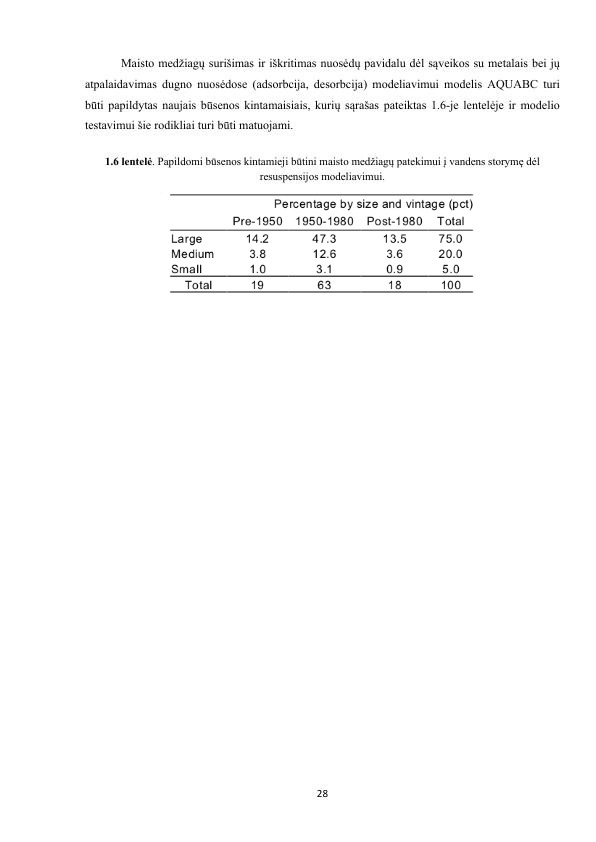 Maisto medžiagų surišimas ir iškritimas nuosėdų pavidalu dėl sąveikos su metalais bei jų
atpalaidavimas dugno nuosėdose (adsorbcija, desorbcija) modeliavimui modelis AQUABC turi
būti papildytas naujais būsenos kintamaisiais, kurių sąrašas pateiktas 1.6-je lentelėje ir modelio
testavimui šie rodikliai turi būti matuojami.
1.6 lentelė. Papildomi būsenos kintamieji būtini maisto medžiagų patekimui į vandens storymę dėl
resuspensijos modeliavimui.
Percentage by size and vintage (pct)
Pre-1950 1950-1980 Post-1980 Total
Large 14.2 47.3 13.5 75.0
Medium 3.8 12.6 3.6 20.0
Small 1.0 3.1 0.9 5.0
Total 19 63 18 100
28